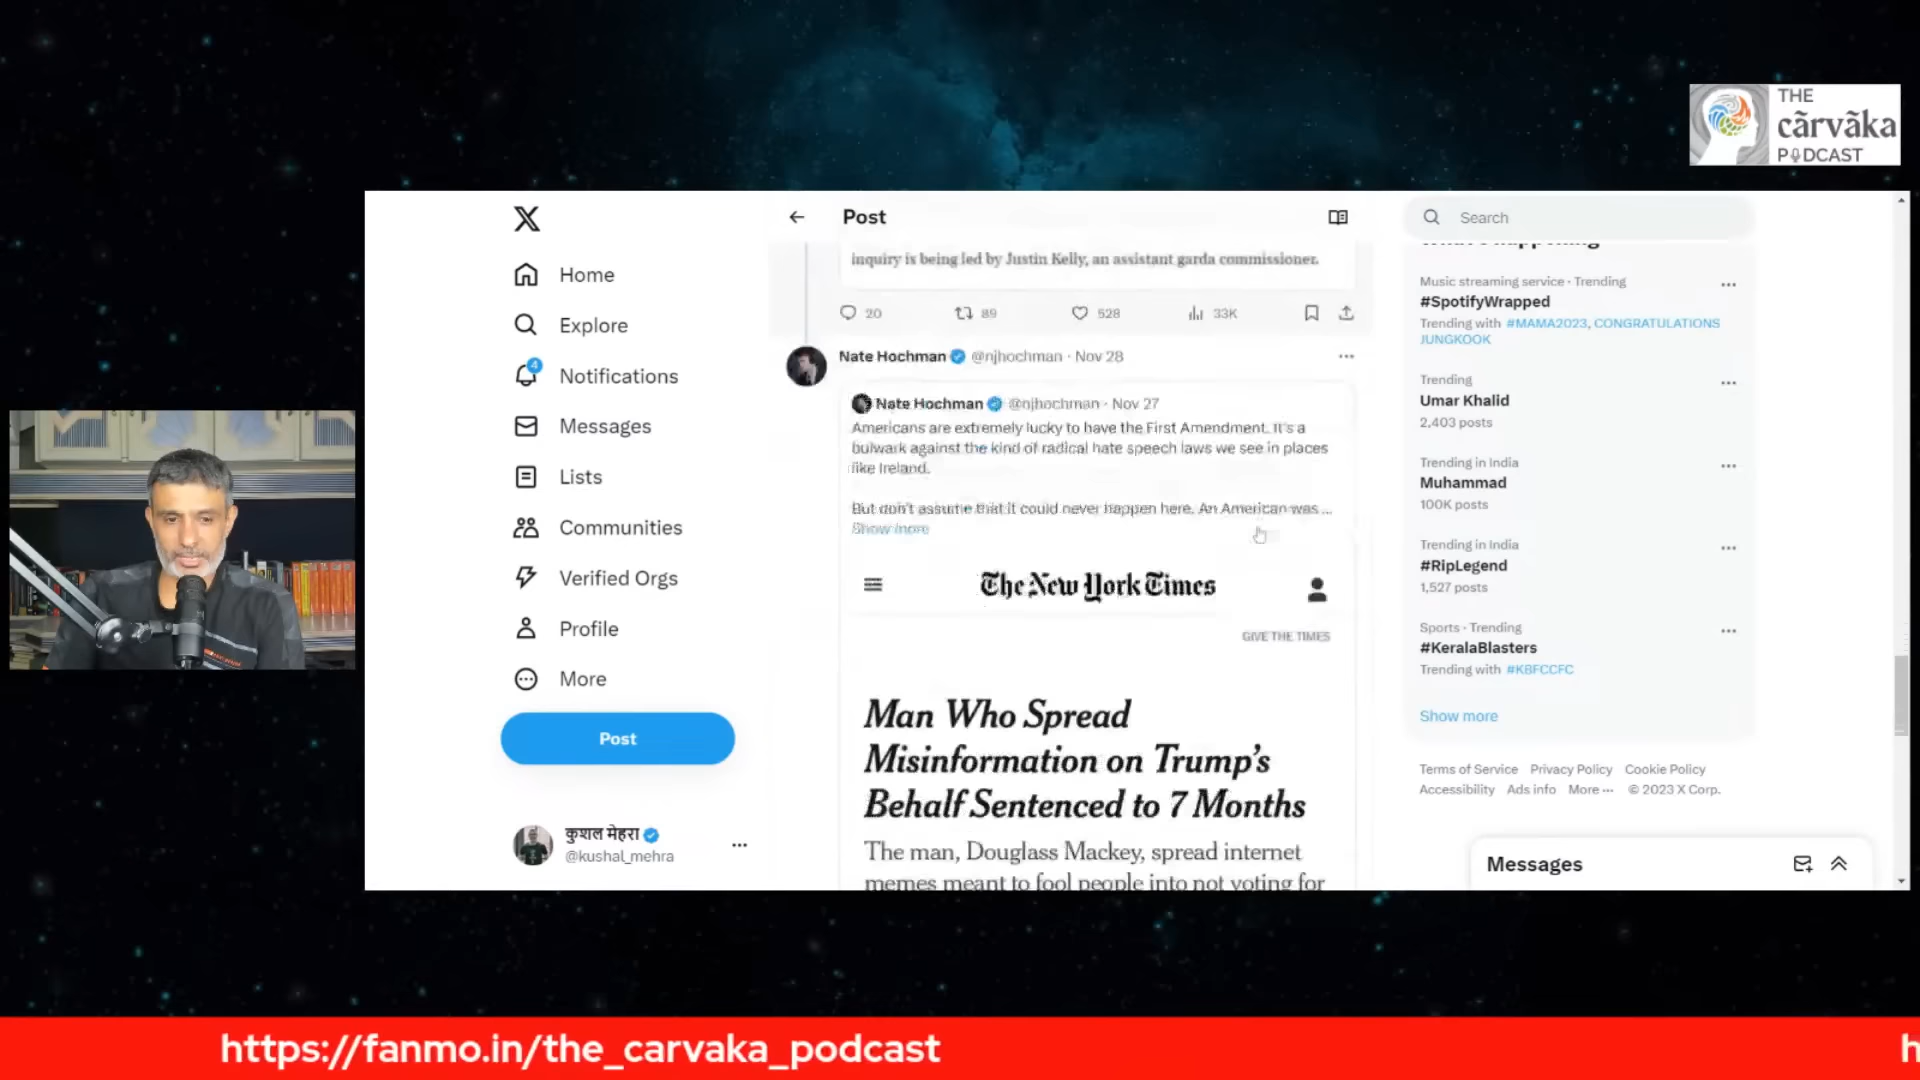 THE
cārvāka
PODCAST
Post
Search
inquiry is being led by Justin Kelly, an assistant garda commissioner.
20
89
528
33K
Nate Hochman @njhochman · Nov 28
Nate Hochman @njhochman · Nov 27
Americans are extremely lucky to have the First Amendment. It's a
bulwark against the kind of radical hate speech laws we see in places
like Ireland.
But don't assume that it could never happen here. An American was ...
Show more
The New York Times
GIVE THE TIMES
Man Who Spread
Misinformation on Trump's
Behalf Sentenced to 7 Months
The man, Douglass Mackey, spread internet
memes meant to fool people into not voting for
X
Home
Explore
4
Notifications
Messages
Lists
Communities
Verified Orgs
Profile
More
Post
कुशल मेहरा
@kushal_mehra
Music streaming service · Trending
#SpotifyWrapped
Trending with #MAMA2023, CONGRATULATIONS
JUNGKOOK
Trending
Umar Khalid
2,403 posts
Trending in India
Muhammad
100K posts
Trending in India
#RipLegend
1,527 posts
Sports · Trending
#KeralaBlasters
Trending with #KBFCCFC
Show more
Terms of Service Privacy Policy Cookie Policy
Accessibility Ads info More ··· © 2023 X Corp.
Messages
https://fanmo.in/the_carvaka_podcast
h